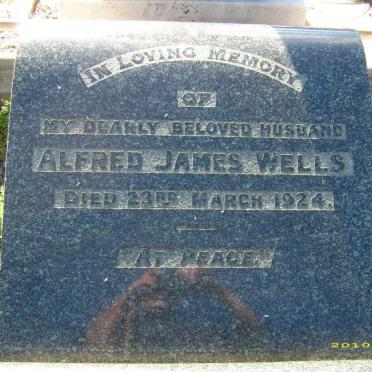 IN LOVING MEMORY
OF
MY DEARLY BELOVED HUSBAND
ALFRED JAMES WELLS
DIED 23RD MARCH 1924.
"AT PEACE."
2010